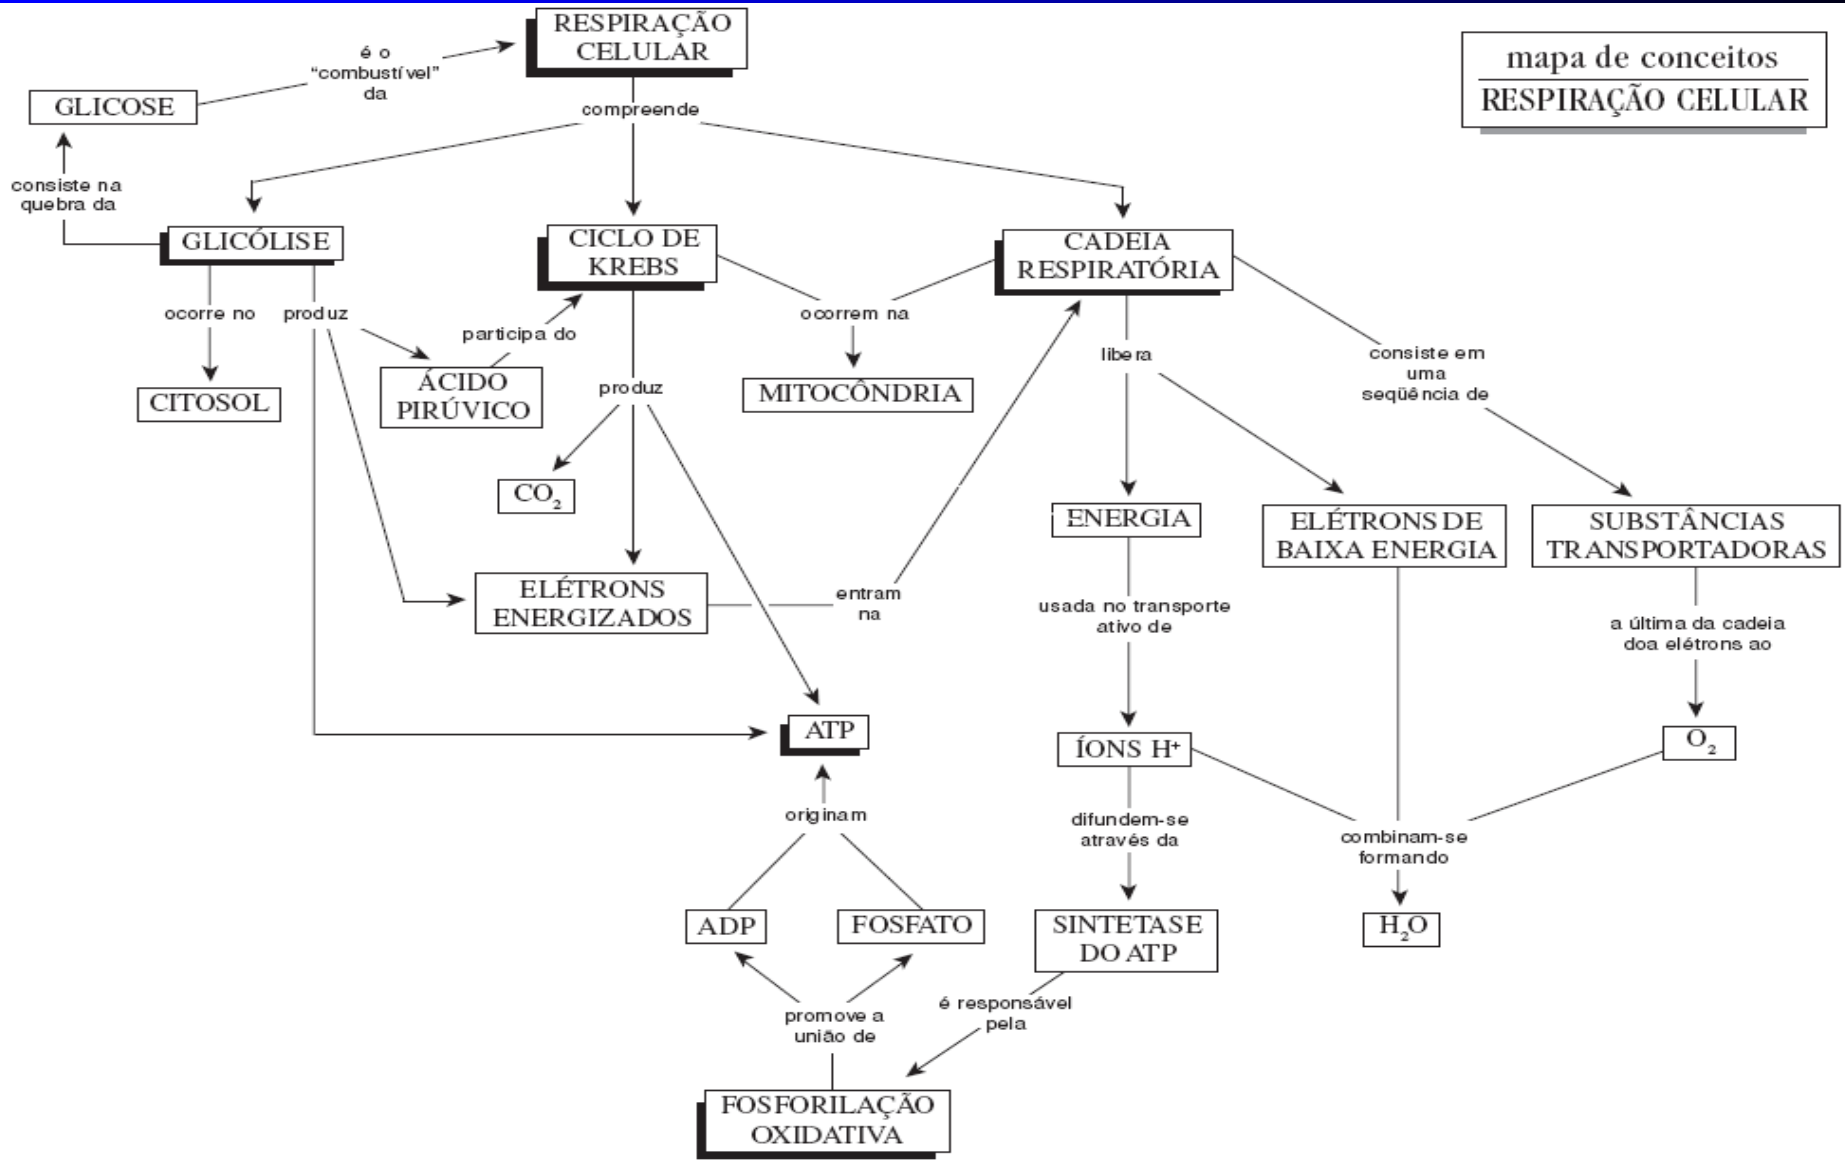 RESPIRAÇÃO
CELULAR
mapa de conceitos
RESPIRAÇÃO CELULAR
é o
“combustível”
da
GLICOSE
compreende
consiste na
quebra da
GLICÓLISE
CICLO DE
KREBS
CADEIA
RESPIRATÓRIA
ocorre no
produz
participa do
ocorrem na
libera
consiste em
uma
seqüência de
CITOSOL
ÁCIDO
PIRÚVICO
produz
MITOCÔNDRIA
CO₂
ENERGIA
ELÉTRONS DE
BAIXA ENERGIA
SUBSTÂNCIAS
TRANSPORTADORAS
ELÉTRONS
ENERGIZADOS
entram
na
usada no transporte
ativo de
a última da cadeia
doa elétrons ao
ATP
ÍONS H⁺
O₂
originam
difundem-se
através da
combinam-se
formando
ADP
FOSFATO
SINTETASE
DO ATP
H₂O
promove a
união de
é responsável
pela
FOSFORILAÇÃO
OXIDATIVA